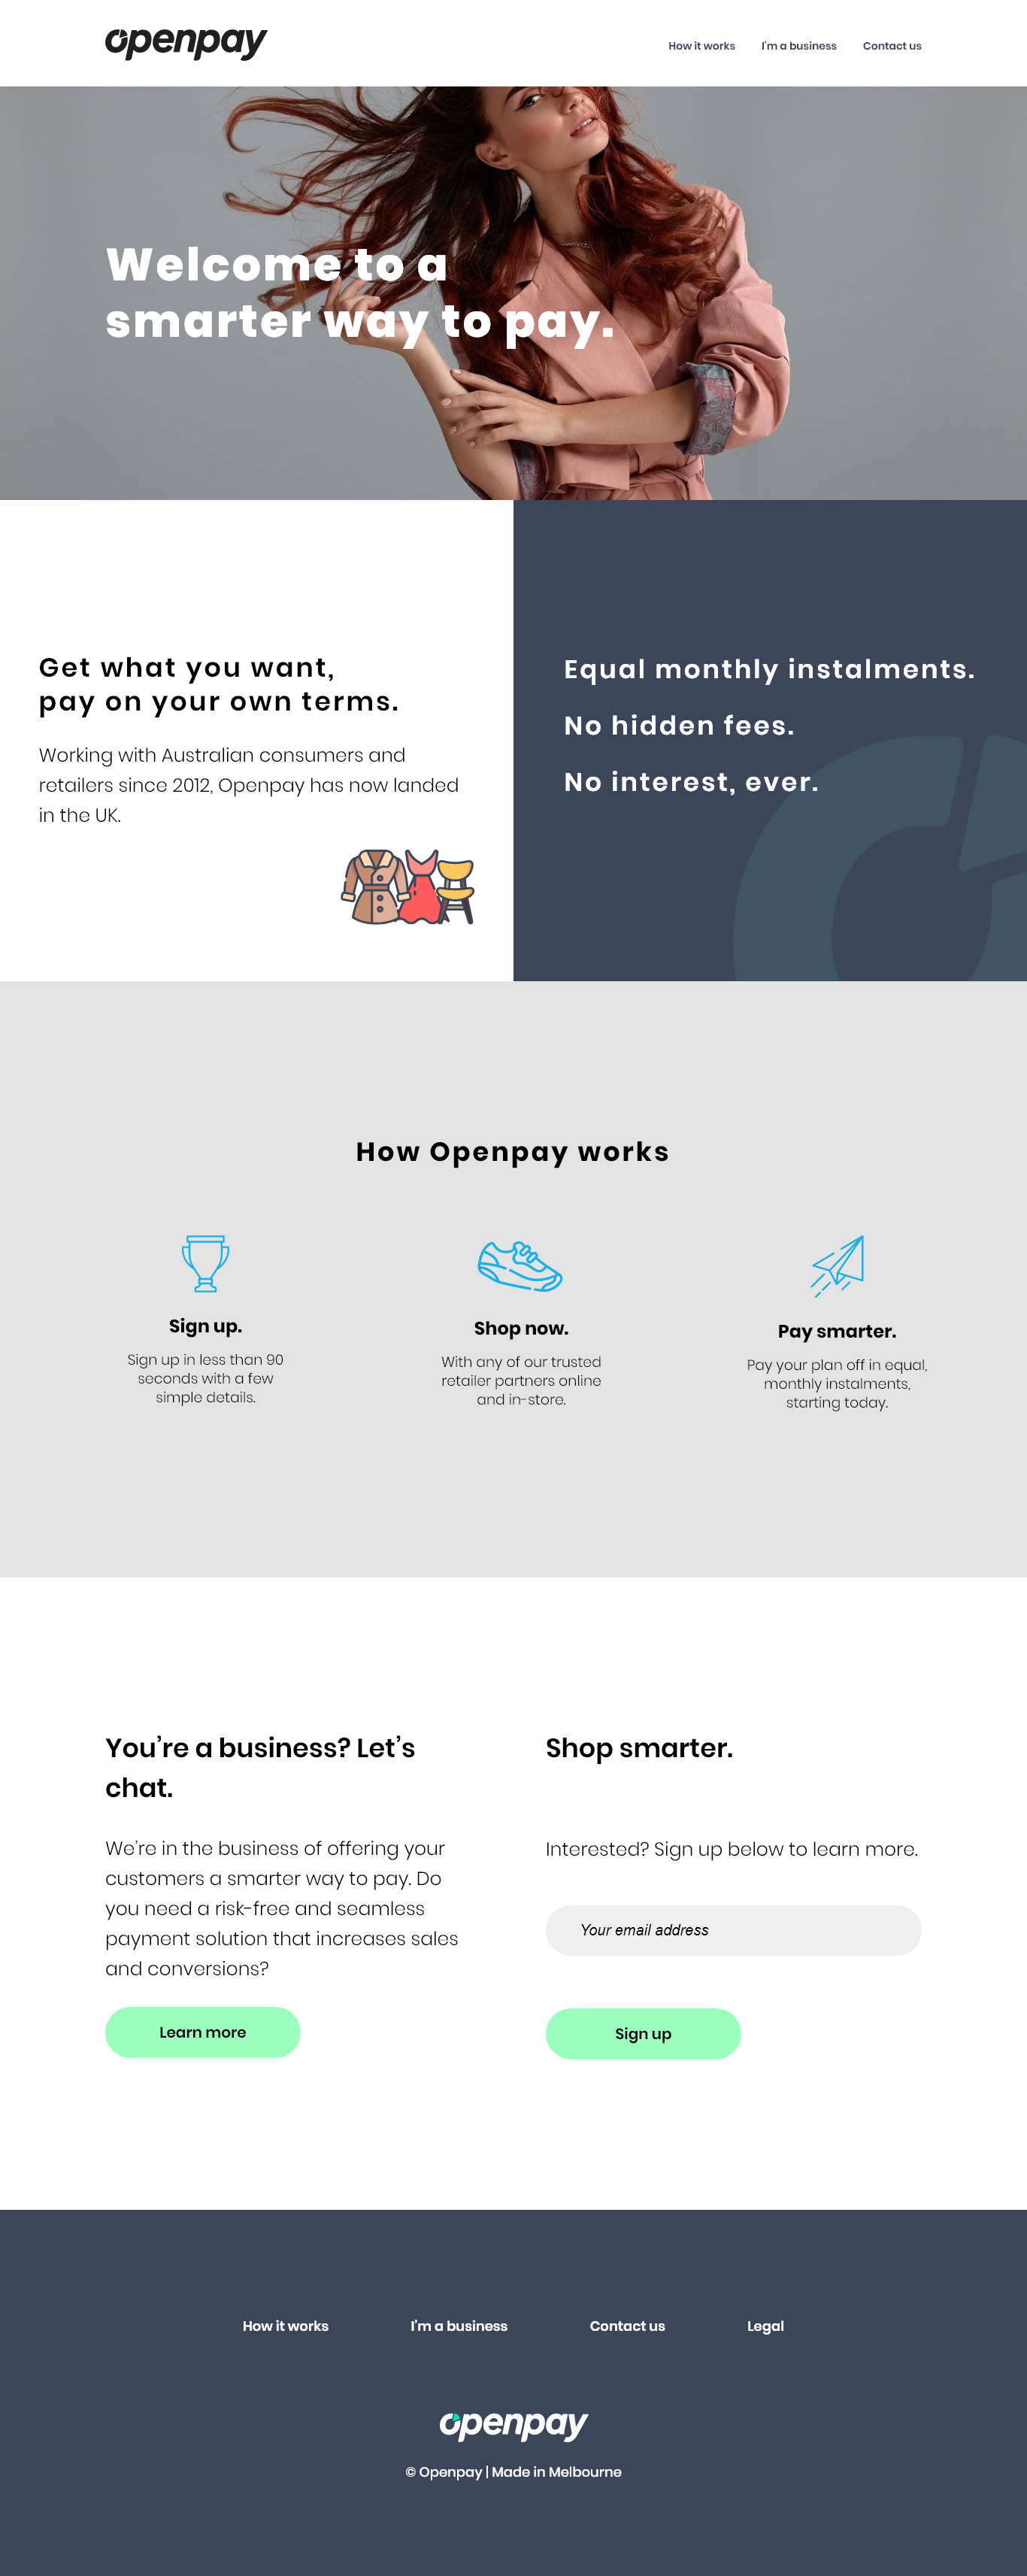 openpay
How it works
I'm a business
Contact us
Welcome to a
smarter way to pay.
Get what you want,
pay on your own terms.
Working with Australian consumers and
retailers since 2012, Openpay has now landed
in the UK.
Equal monthly instalments.
No hidden fees.
No interest, ever.
How Openpay works
Sign up.
Sign up in less than 90
seconds with a few
simple details.
Shop now.
With any of our trusted
retailer partners online
and in-store.
Pay smarter.
Pay your plan off in equal,
monthly instalments,
starting today.
You're a business? Let's
chat.
We're in the business of offering your
customers a smarter way to pay. Do
you need a risk-free and seamless
payment solution that increases sales
and conversions?
Learn more
Shop smarter.
Interested? Sign up below to learn more.
Your email address
Sign up
How it works
I'm a business
Contact us
Legal
openpay
© Openpay | Made in Melbourne